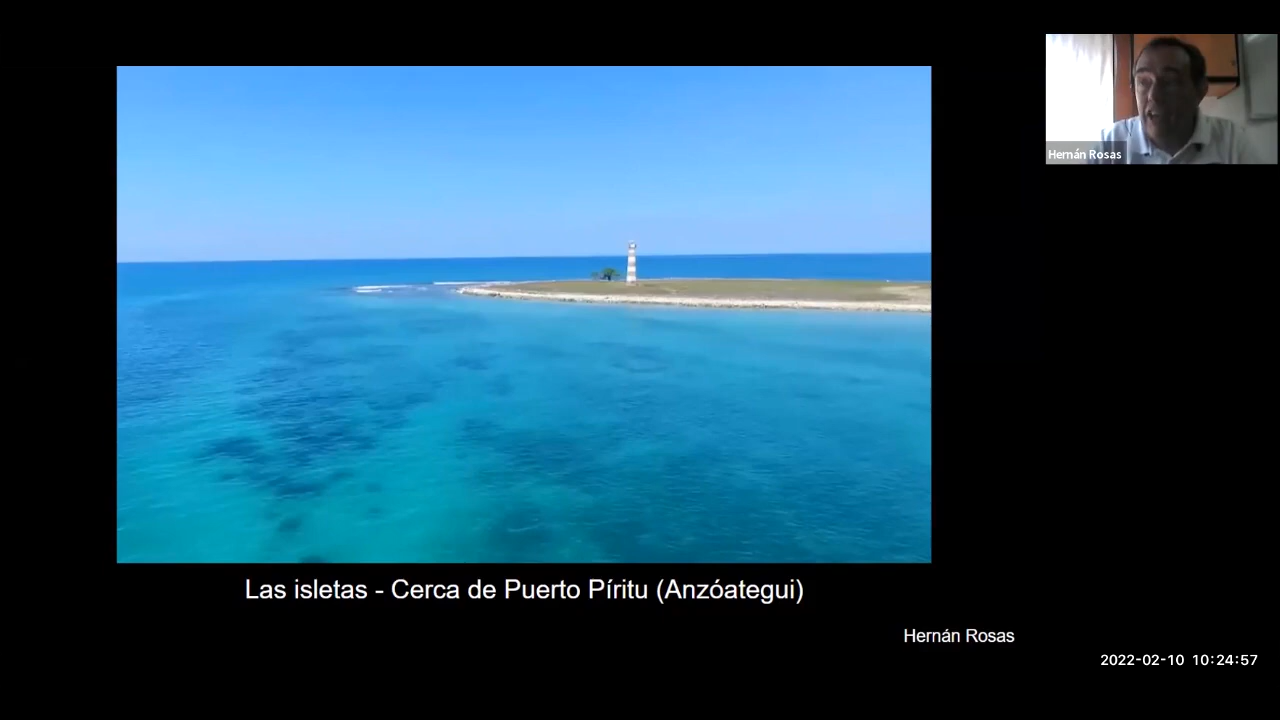 Hernán Rosas
Las isletas - Cerca de Puerto Píritu (Anzóategui)
Hernán Rosas
2022-02-10 10:24:57